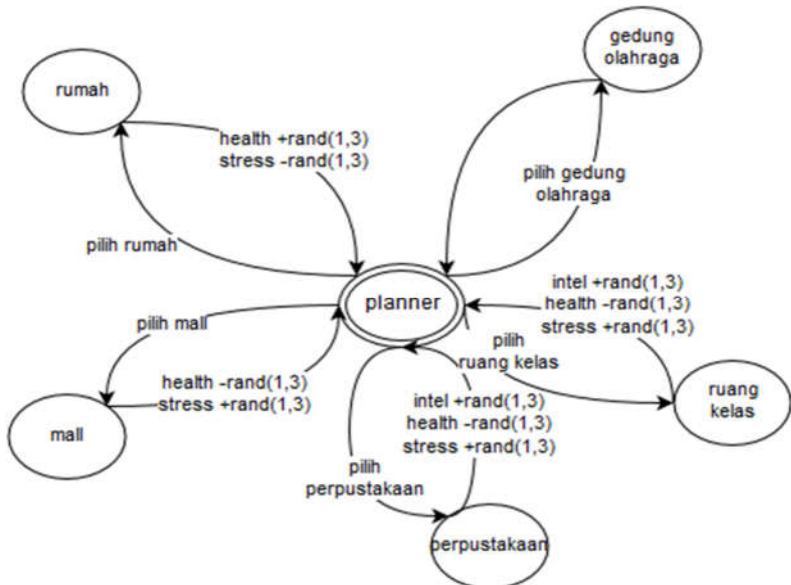 gedung
olahraga
rumah
health +rand(1,3)
stress -rand(1,3)
pilih gedung
olahraga
pilih rumah
planner
intel +rand(1,3)
health -rand(1,3)
stress +rand(1,3)
pilih mall
pilih
ruang kelas
health -rand(1,3)
stress +rand(1,3)
ruang
kelas
intel +rand(1,3)
health -rand(1,3)
stress +rand(1,3)
mall
pilih
perpustakaan
perpustakaan